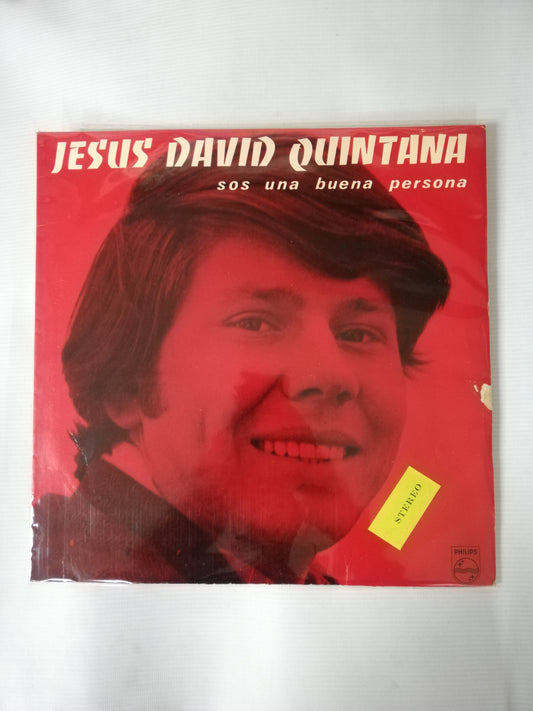 JESUS DAVID QUINTANA
sos una buena persona
STEREO
PHILIPS